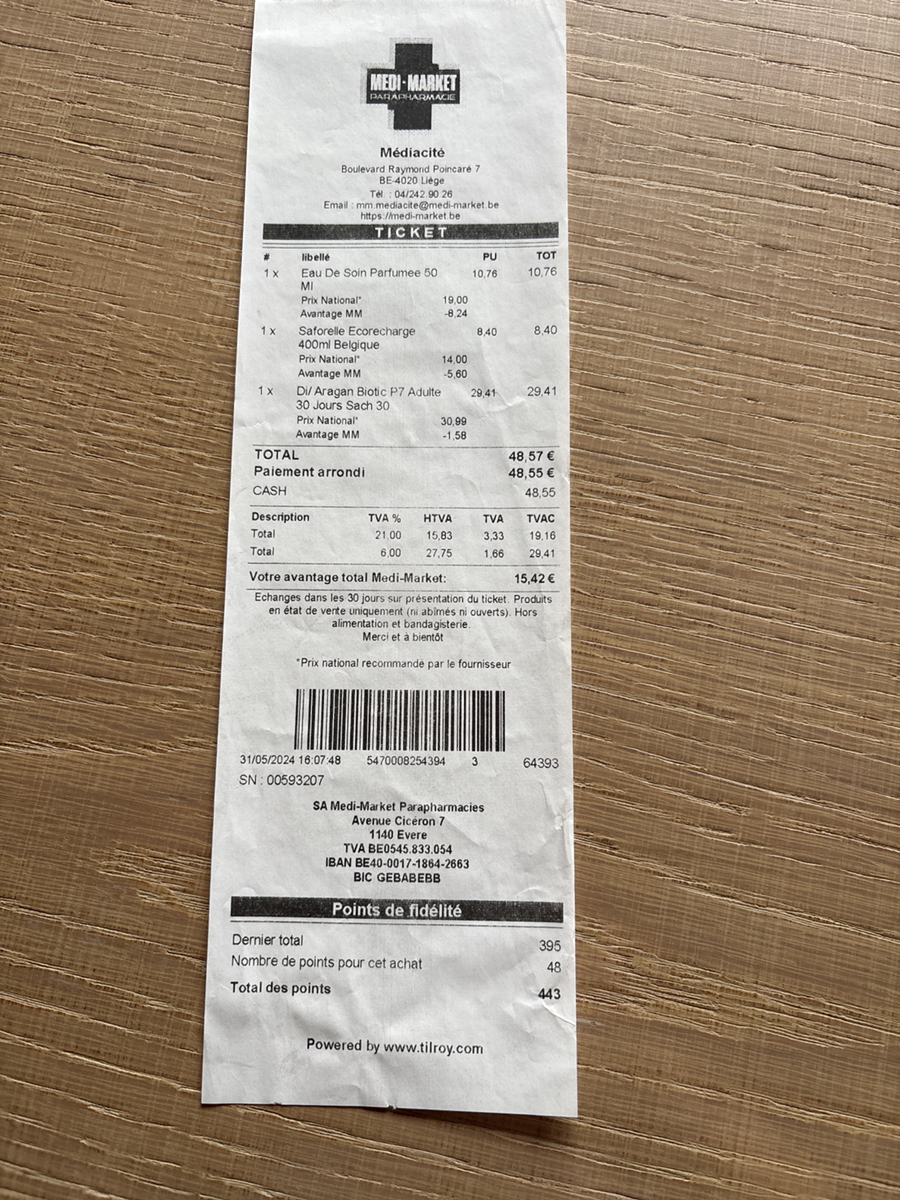 MEDI-MARKET
PARAPHARMACIE
Médiacité
Boulevard Raymond Poincaré 7
BE-4020 Liège
Tél. : 04/242 90 26
Email : mm.mediacite@medi-market.be
https://medi-market.be
TICKET
# libellé PU TOT
1 x Eau De Soin Parfumee 50 10,76 10,76
Ml
Prix National* 19,00
Avantage MM -8,24
1 x Saforelle Ecorecharge 8,40 8,40
400ml Belgique
Prix National* 14,00
Avantage MM -5,60
1 x Di/ Aragan Biotic P7 Adulte 29,41 29,41
30 Jours Sach 30
Prix National* 30,99
Avantage MM -1,58
TOTAL 48,57 €
Paiement arrondi 48,55 €
CASH 48,55
Description TVA % HTVA TVA TVAC
Total 21,00 15,83 3,33 19,16
Total 6,00 27,75 1,66 29,41
Votre avantage total Medi-Market: 15,42 €
Echanges dans les 30 jours sur présentation du ticket. Produits
en état de vente uniquement (ni abîmés ni ouverts). Hors
alimentation et bandagisterie.
Merci et à bientôt
*Prix national recommandé par le fournisseur
31/05/2024 16:07:48 5470008254394 3 64393
SN : 00593207
SA Medi-Market Parapharmacies
Avenue Cicéron 7
1140 Evere
TVA BE0545.833.054
IBAN BE40-0017-1864-2663
BIC GEBABEBB
Points de fidélité
Dernier total 395
Nombre de points pour cet achat 48
Total des points 443
Powered by www.tilroy.com